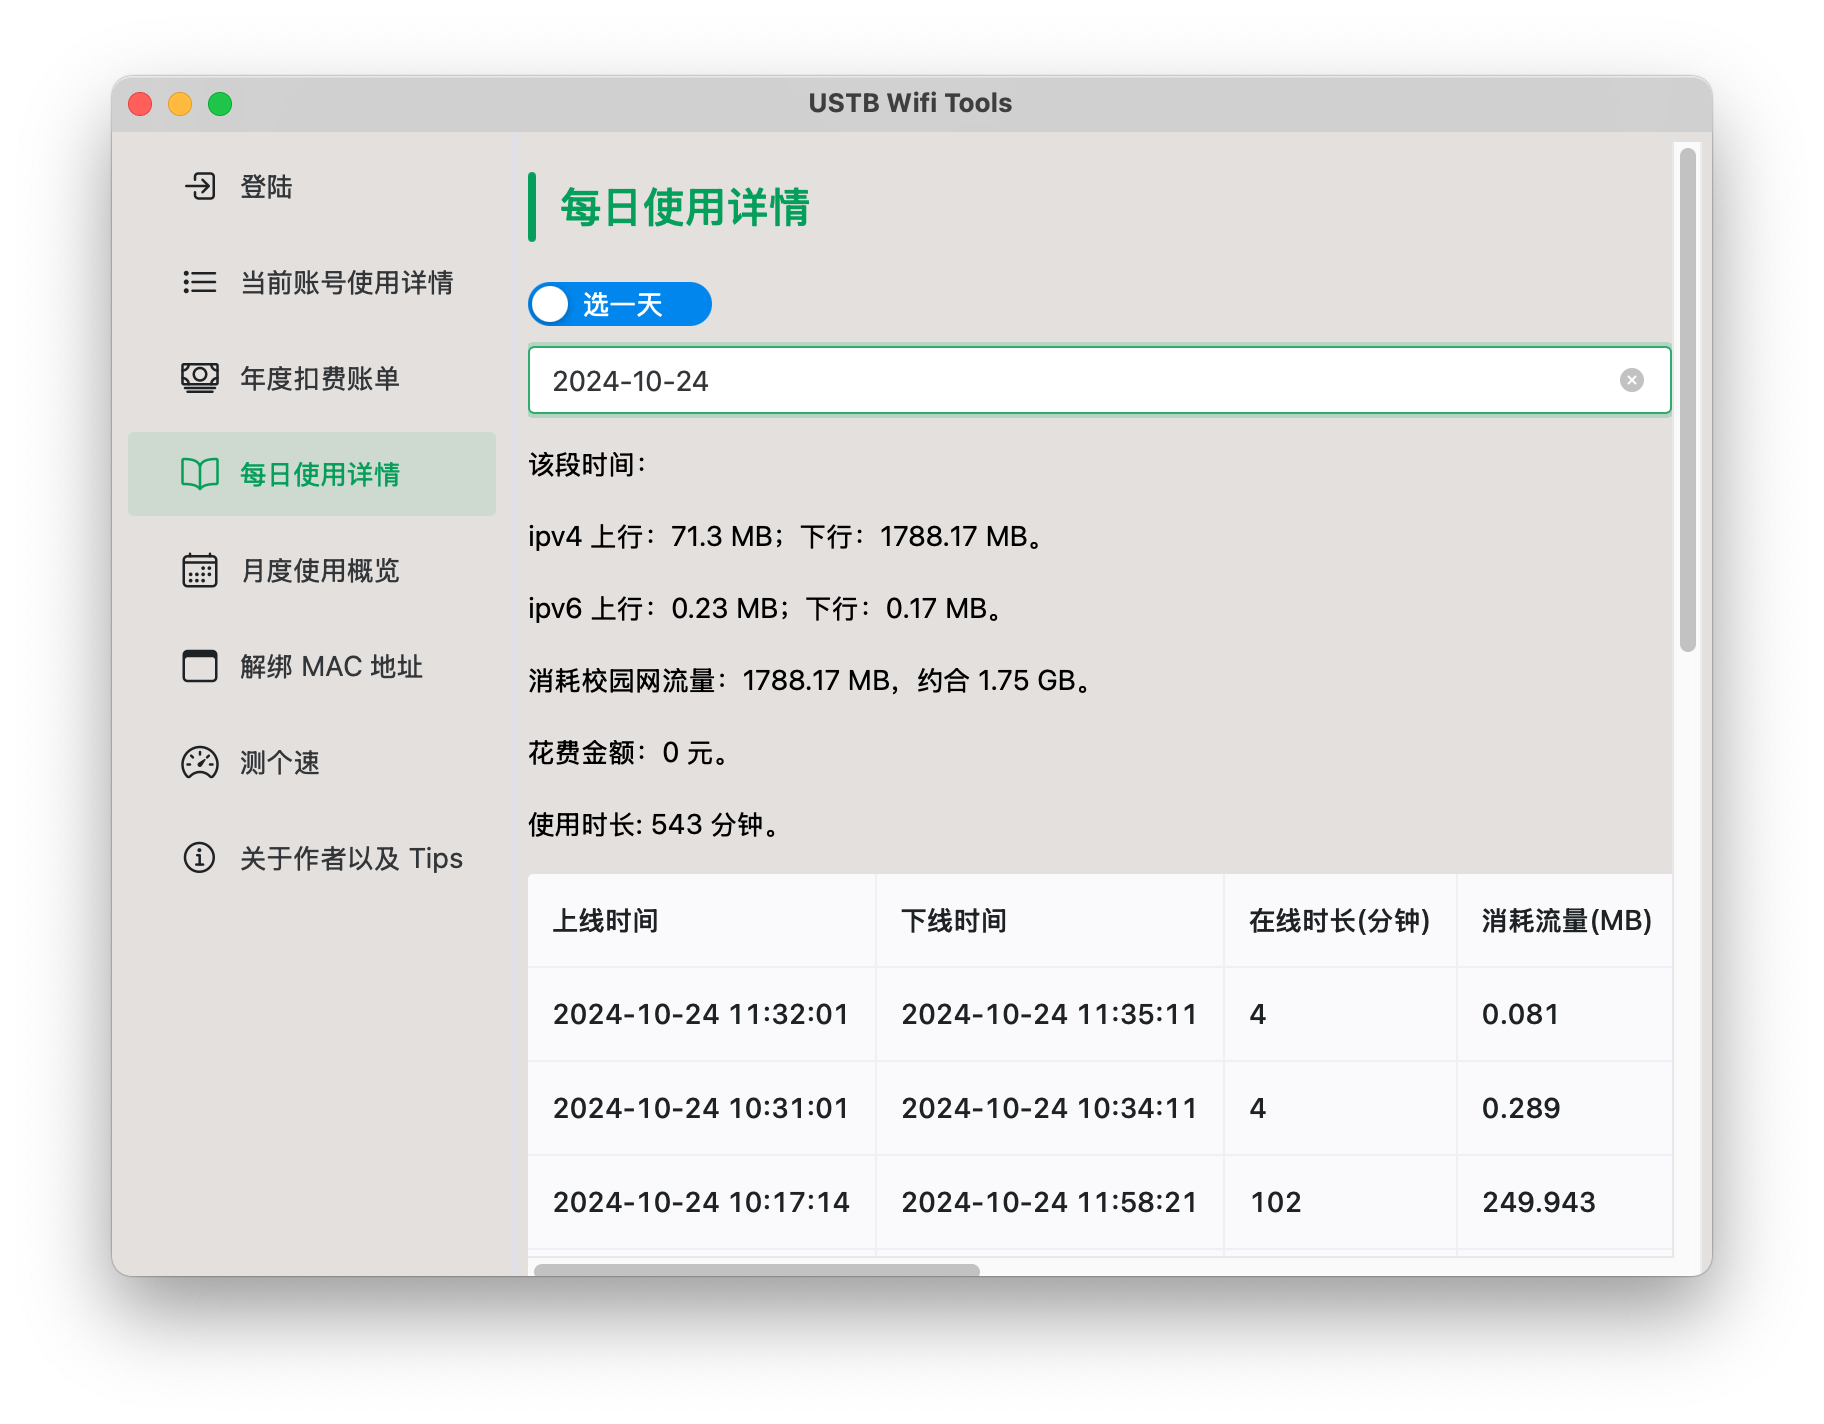 USTB Wifi Tools
登陆
当前账号使用详情
年度扣费账单
每日使用详情
月度使用概览
解绑 MAC 地址
测个速
关于作者以及 Tips
每日使用详情
选一天
2024-10-24
该段时间：
ipv4 上行：71.3 MB；下行：1788.17 MB。
ipv6 上行：0.23 MB；下行：0.17 MB。
消耗校园网流量：1788.17 MB，约合 1.75 GB。
花费金额：0 元。
使用时长: 543 分钟。
上线时间 下线时间 在线时长(分钟) 消耗流量(MB)
2024-10-24 11:32:01 2024-10-24 11:35:11 4 0.081
2024-10-24 10:31:01 2024-10-24 10:34:11 4 0.289
2024-10-24 10:17:14 2024-10-24 11:58:21 102 249.943